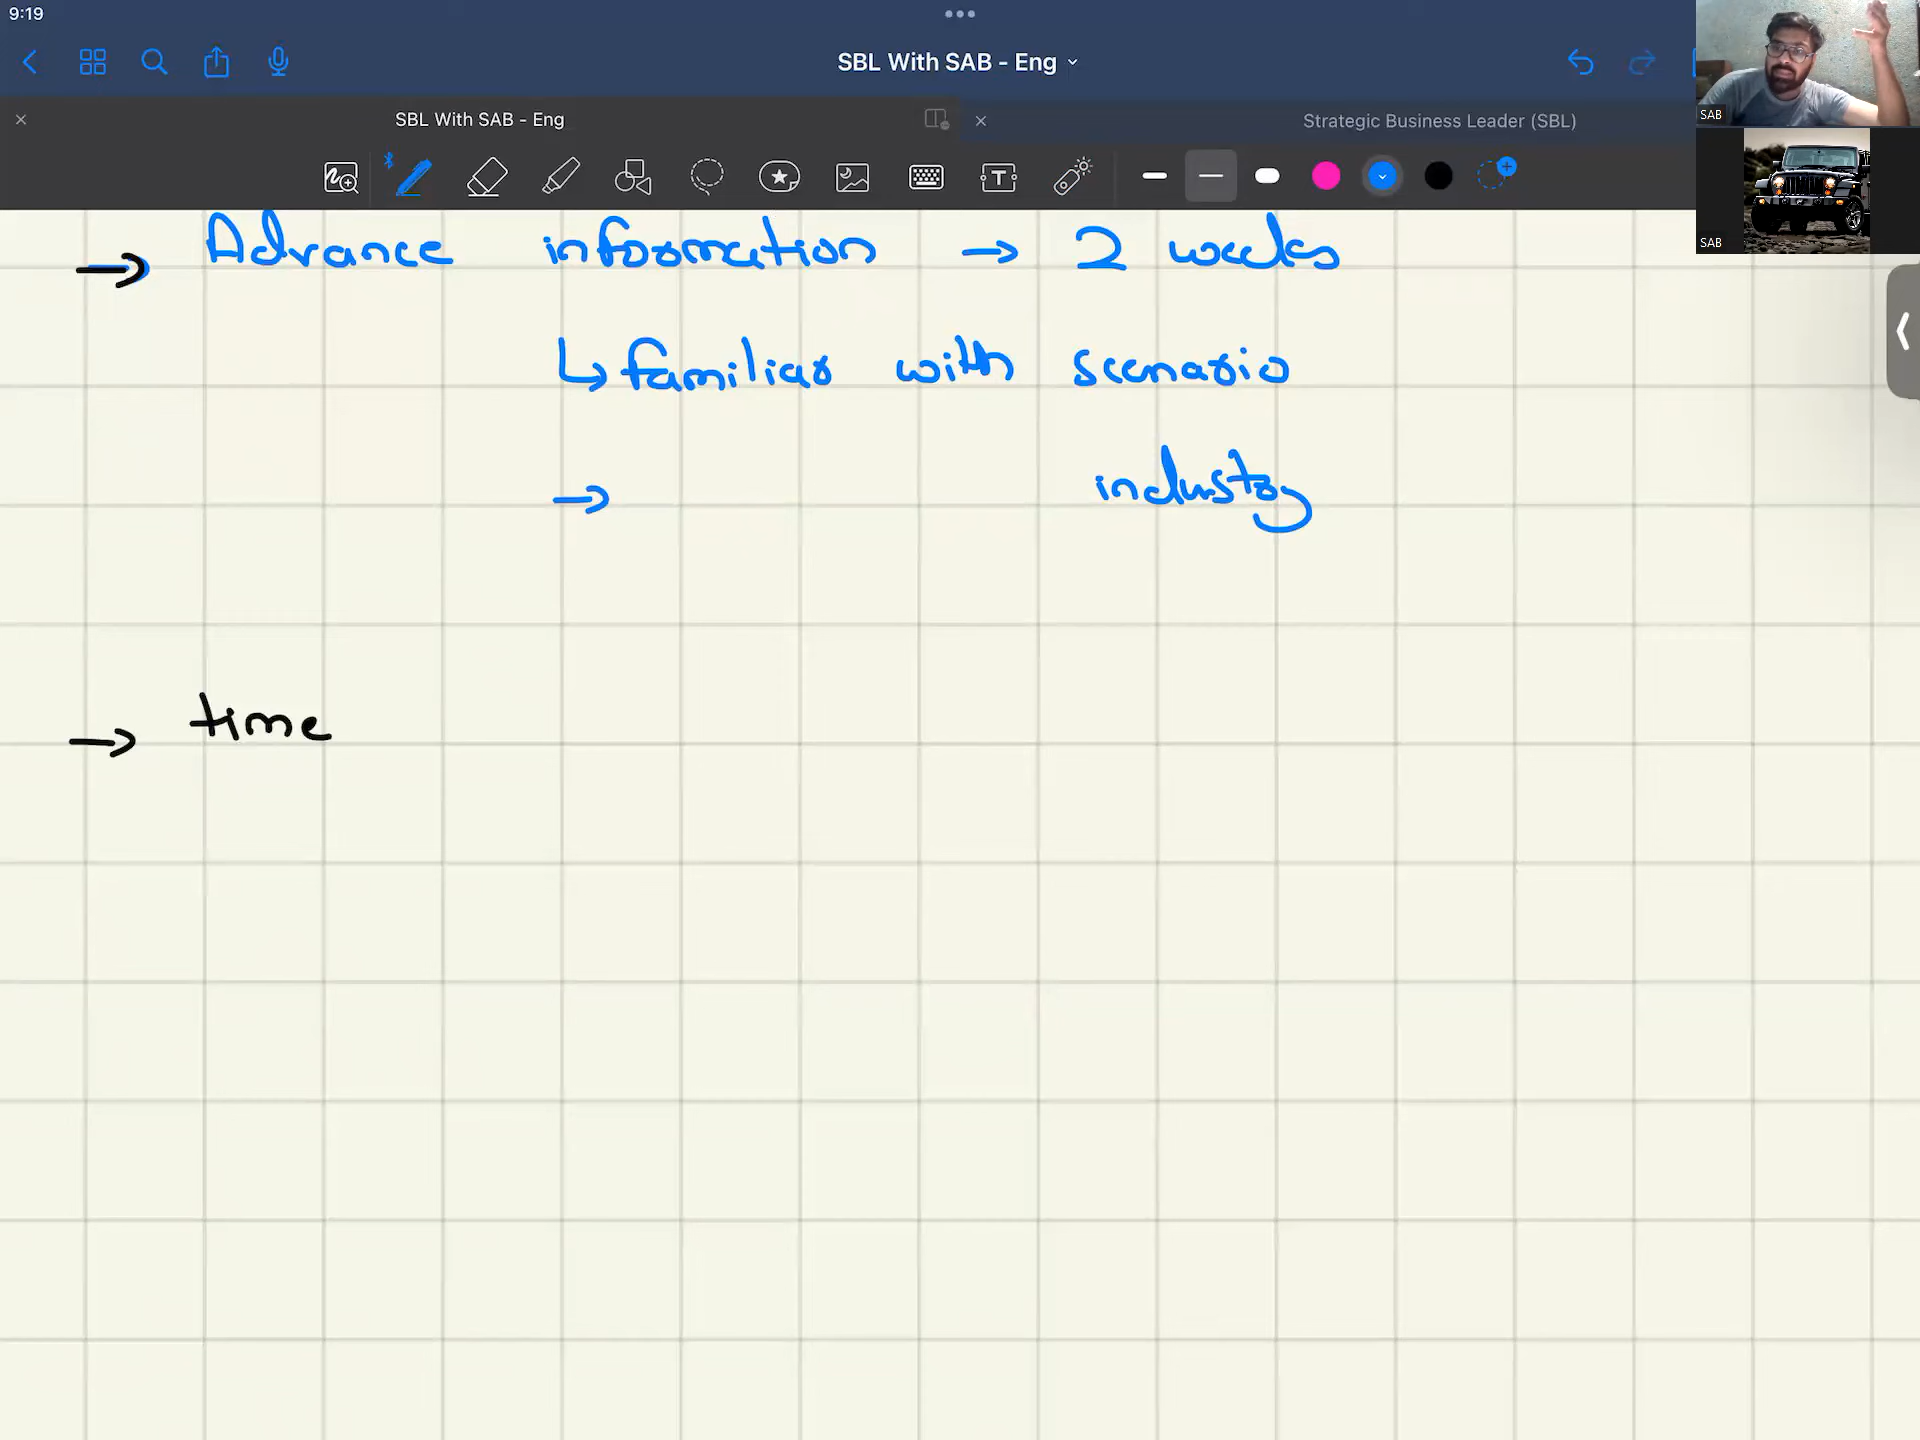 9:19
SBL With SAB - Eng
SBL With SAB - Eng
Strategic Business Leader (SBL)
SAB
SAB
→ Advance information → 2 weeks
↳ familiar with scenario
→ industry
→ time